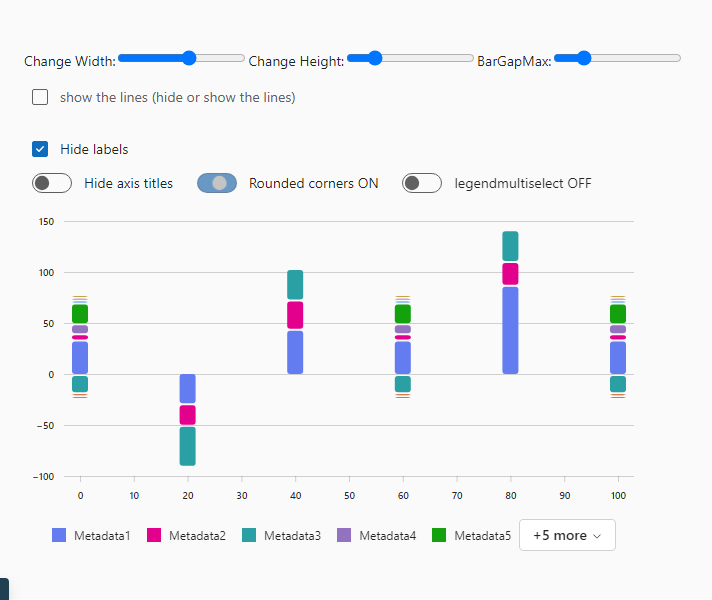 Change Width: Change Height: BarGapMax:
show the lines (hide or show the lines)
Hide labels
Hide axis titles Rounded corners ON legendmultiselect OFF
150
100
50
0
−50
−100
0 10 20 30 40 50 60 70 80 90 100
Metadata1 Metadata2 Metadata3 Metadata4 Metadata5 +5 more